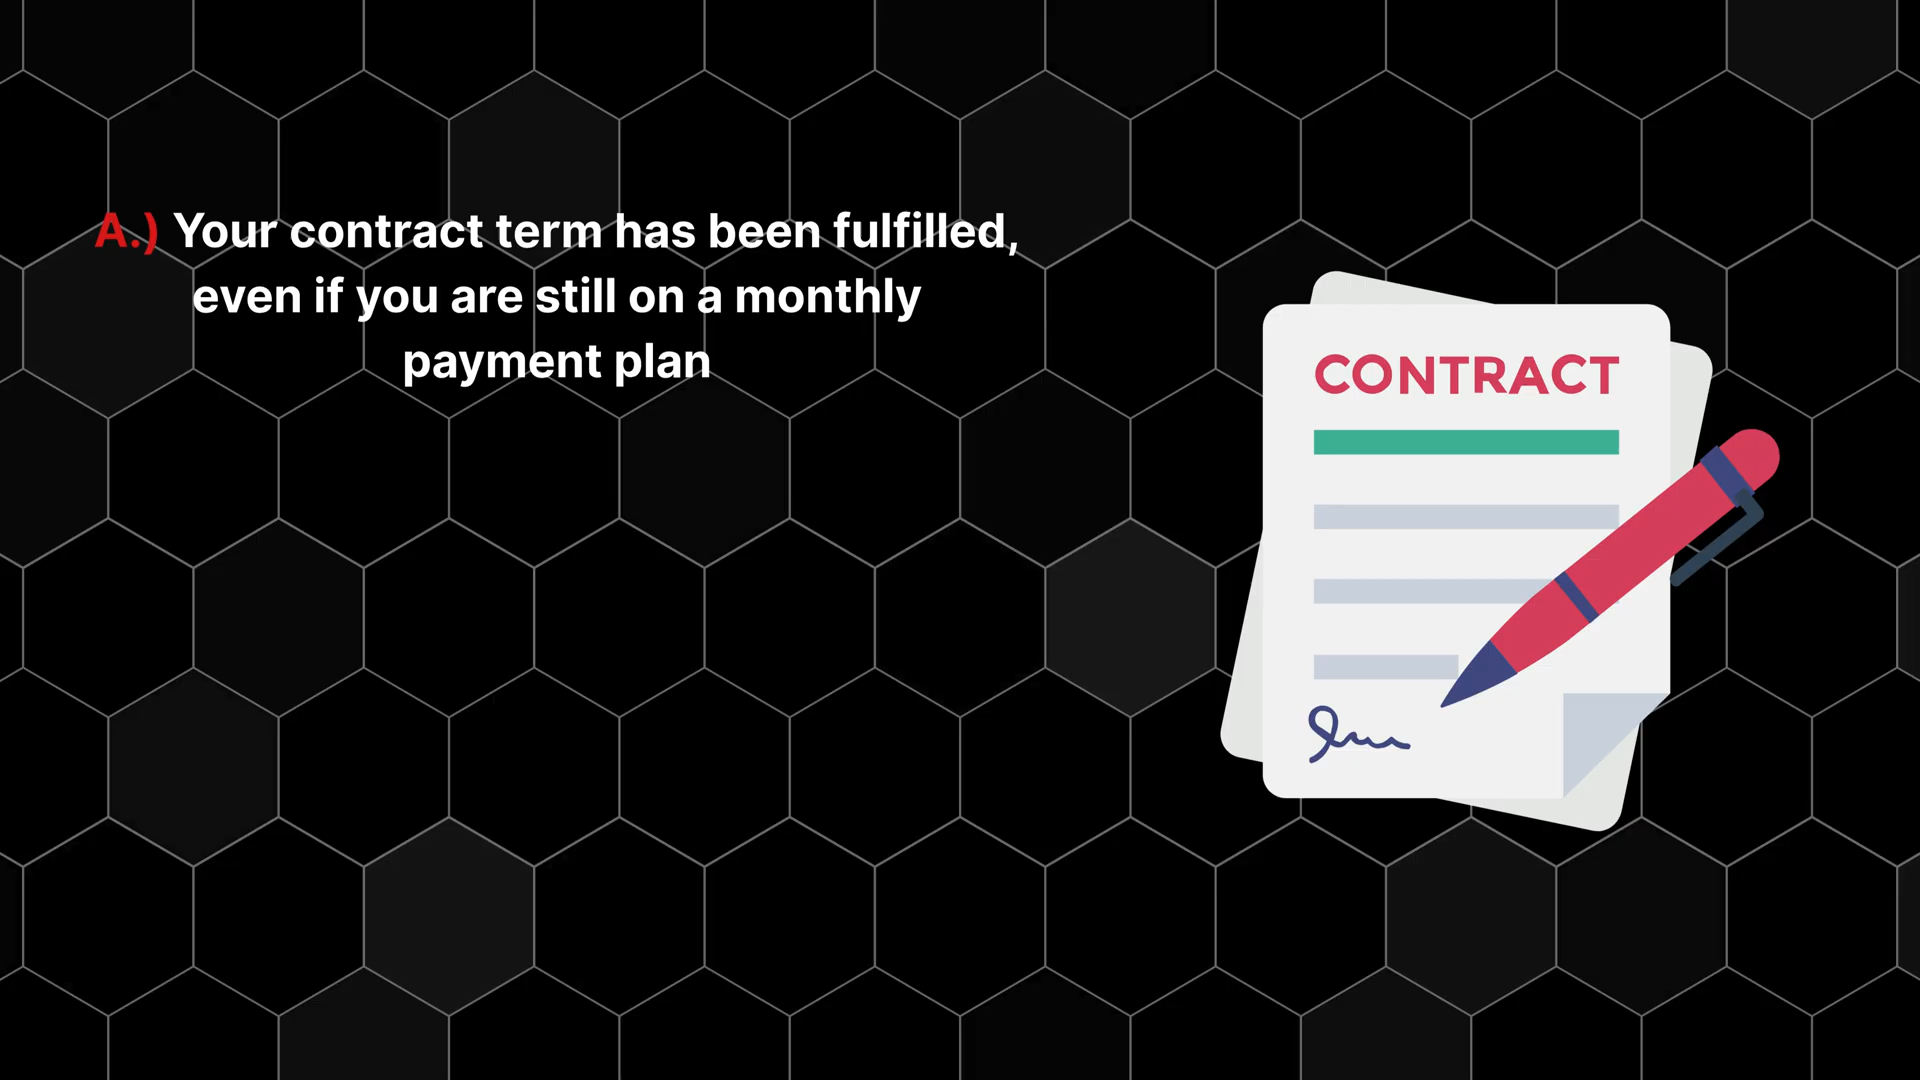 A.) Your contract term has been fulfilled,
even if you are still on a monthly
payment plan
CONTRACT